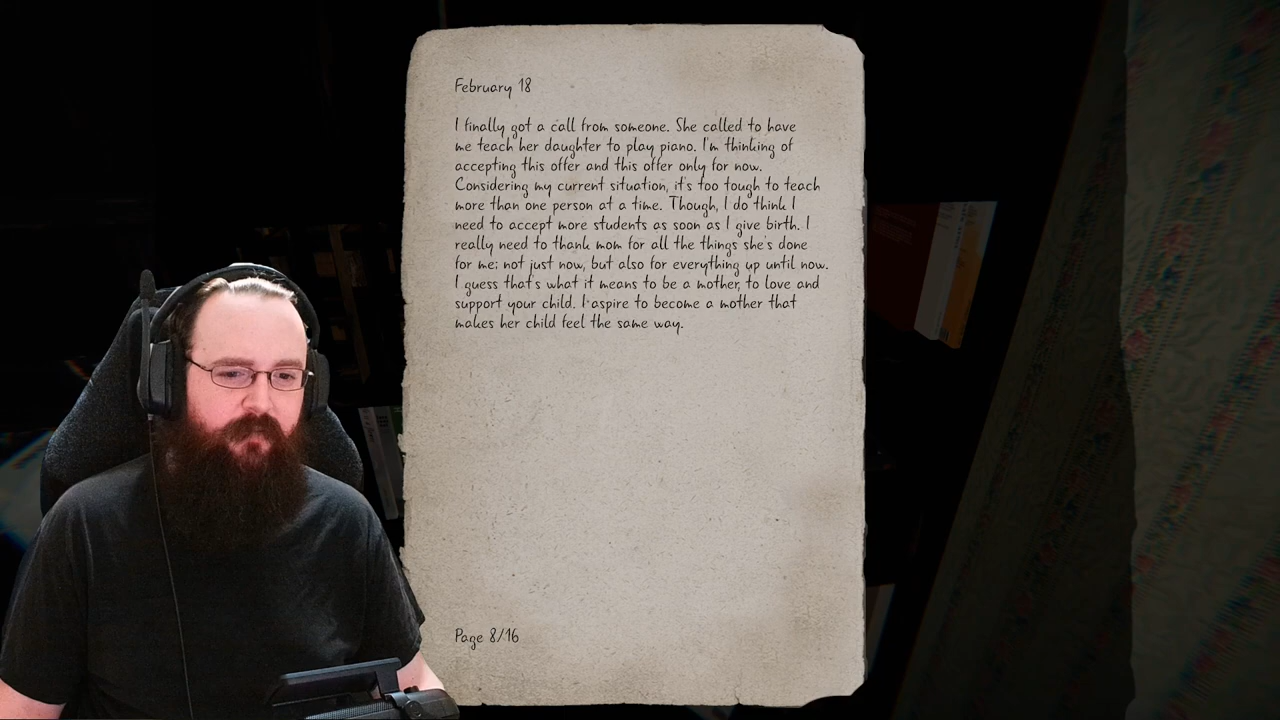 February 18
I finally got a call from someone. She called to have
me teach her daughter to play piano. I'm thinking of
accepting this offer and this offer only for now.
Considering my current situation, it's too tough to teach
more than one person at a time. Though, I do think I
need to accept more students as soon as I give birth. I
really need to thank mom for all the things she's done
for me; not just now, but also for everything up until now.
I guess that's what it means to be a mother, to love and
support your child. I aspire to become a mother that
makes her child feel the same way.
Page 8/16